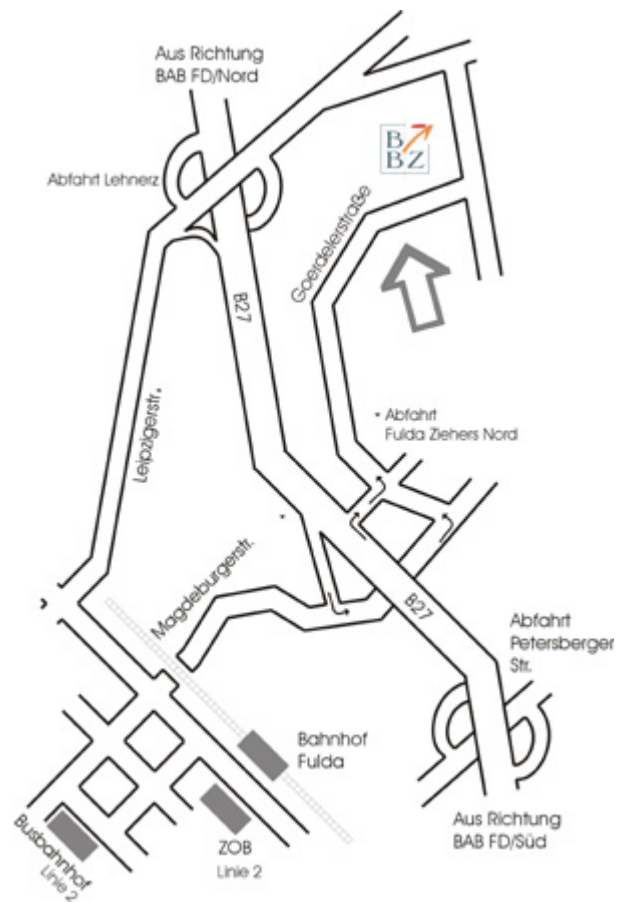 Aus Richtung
BAB FD/Nord
B
BZ
Abfahrt Lehnerz
Goerdelerstraße
B27
Leipzigerstr.
Abfahrt
Fulda Ziehers Nord
Magdeburgerstr.
B27
Abfahrt
Petersberger
Str.
Bahnhof
Fulda
Aus Richtung
BAB FD/Süd
ZOB
Linie 2
Busbahnhof
Linie 2